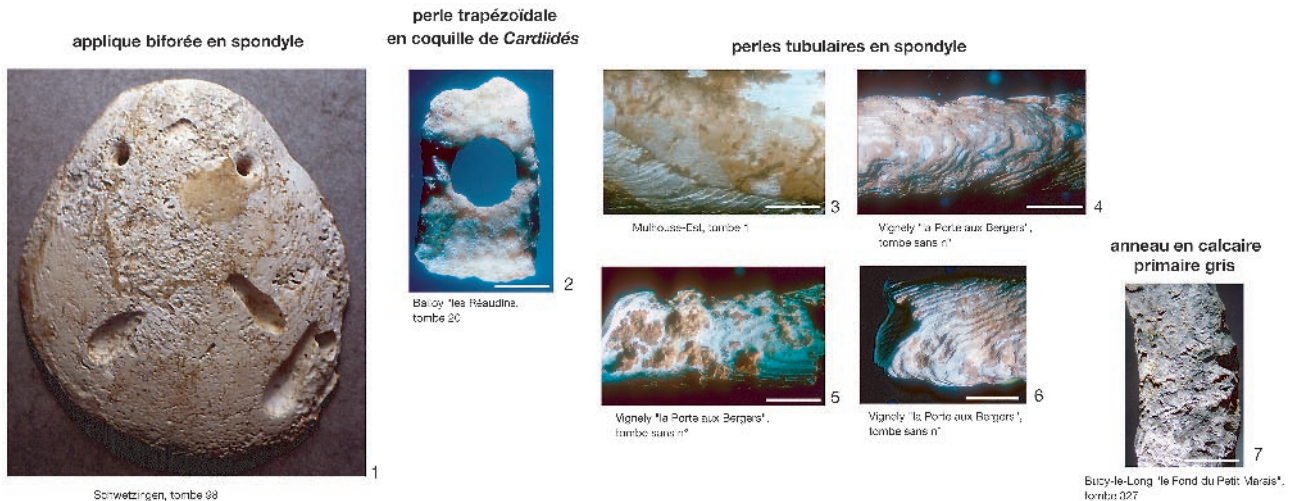 applique biforée en spondyle
1
Schwetzingen, tombe 98
perle trapézoïdale
en coquille de Cardiidés
2
Balloy "les Réaudins,
tombe 20
perles tubulaires en spondyle
3
Mulhouse-Est, tombe 1
4
Vignely "la Porte aux Bergers",
tombe sans n°
5
Vignely "la Porte aux Bergers",
tombe sans n°
6
Vignely "la Porte aux Bergers",
tombe sans n°
anneau en calcaire
primaire gris
7
Bucy-le-Long "le Fond du Petit Marais",
tombe 327